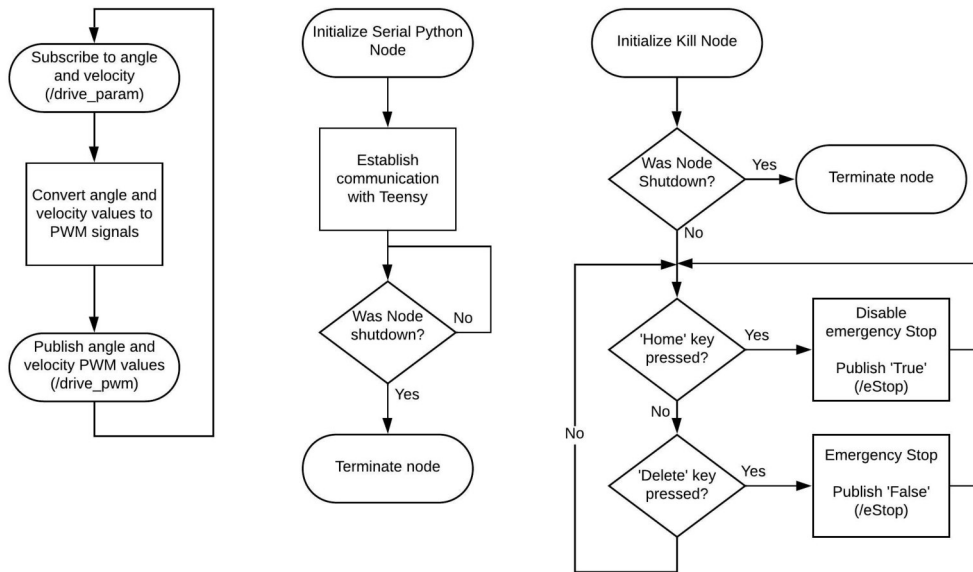 Subscribe to angle
and velocity
(/drive_param)
Convert angle and
velocity values to
PWM signals
Publish angle and
velocity PWM values
(/drive_pwm)
Initialize Serial Python
Node
Establish
communication
with Teensy
Was Node
shutdown?
No
Yes
Terminate node
Initialize Kill Node
Was Node
Shutdown?
Yes
Terminate node
No
'Home' key
pressed?
Yes
Disable
emergency Stop
Publish 'True'
(/eStop)
No
No
'Delete' key
pressed?
Yes
Emergency Stop
Publish 'False'
(/eStop)